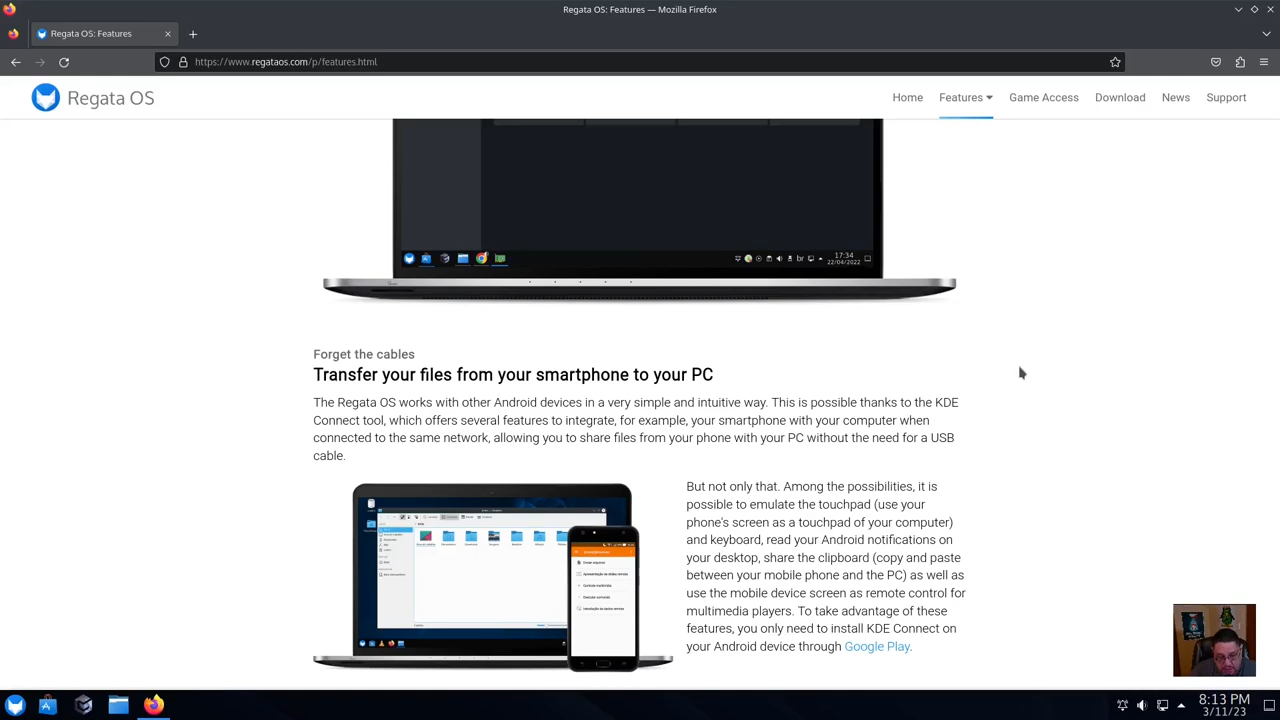 Regata OS: Features — Mozilla Firefox
Regata OS: Features
https://www.regataos.com/p/features.html
Regata OS
Home
Features
Game Access
Download
News
Support
br
17:34
22/04/2022
Forget the cables
Transfer your files from your smartphone to your PC
The Regata OS works with other Android devices in a very simple and intuitive way. This is possible thanks to the KDE
Connect tool, which offers several features to integrate, for example, your smartphone with your computer when
connected to the same network, allowing you to share files from your phone with your PC without the need for a USB
cable.
But not only that. Among the possibilities, it is
possible to emulate the touchpad (use your
phone's screen as a touchpad of your computer)
and keyboard, read your Android notifications on
your desktop, share the clipboard (copy and paste
between your mobile phone and the PC) as well as
use the mobile device screen as remote control for
multimedia players. To take advantage of these
features, you only need to install KDE Connect on
your Android device through Google Play.
8:13 PM
3/11/23